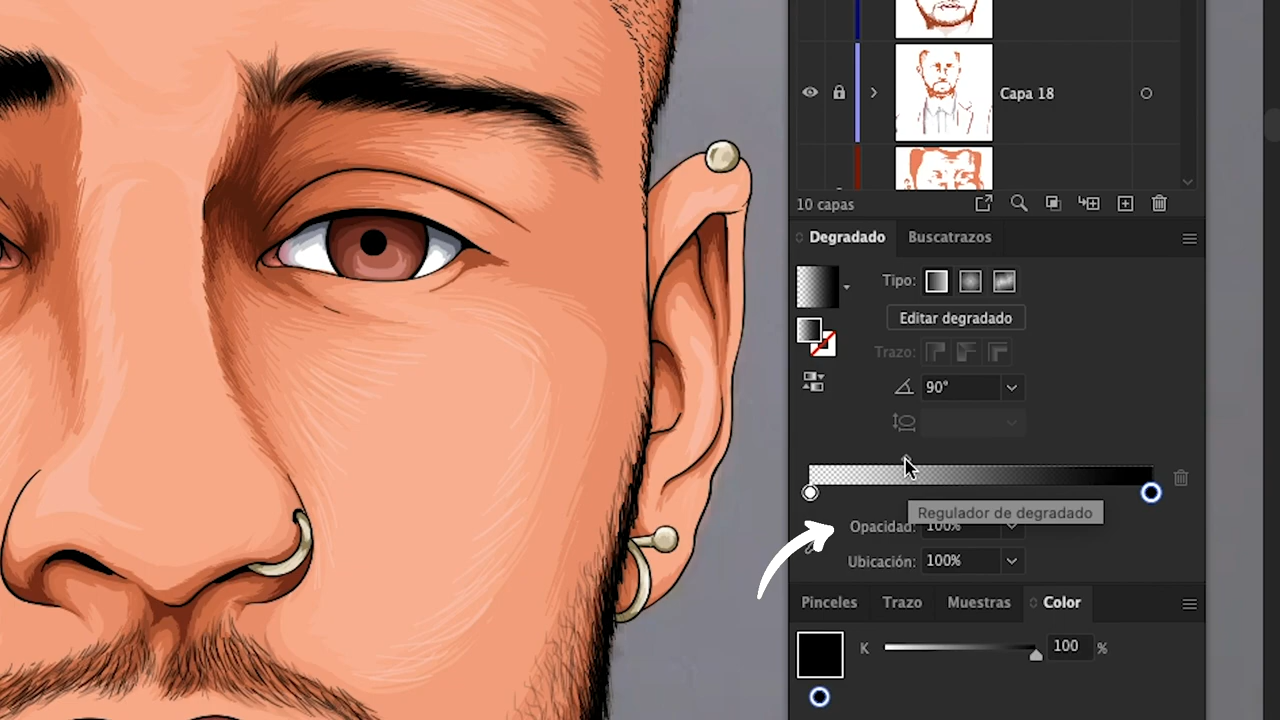 Capa 18
10 capas
Degradado Buscatrazos
Tipo:
Editar degradado
Trazo:
90°
Regulador de degradado
Opacidad: 100%
Ubicación: 100%
Pinceles Trazo Muestras Color
K 100 %